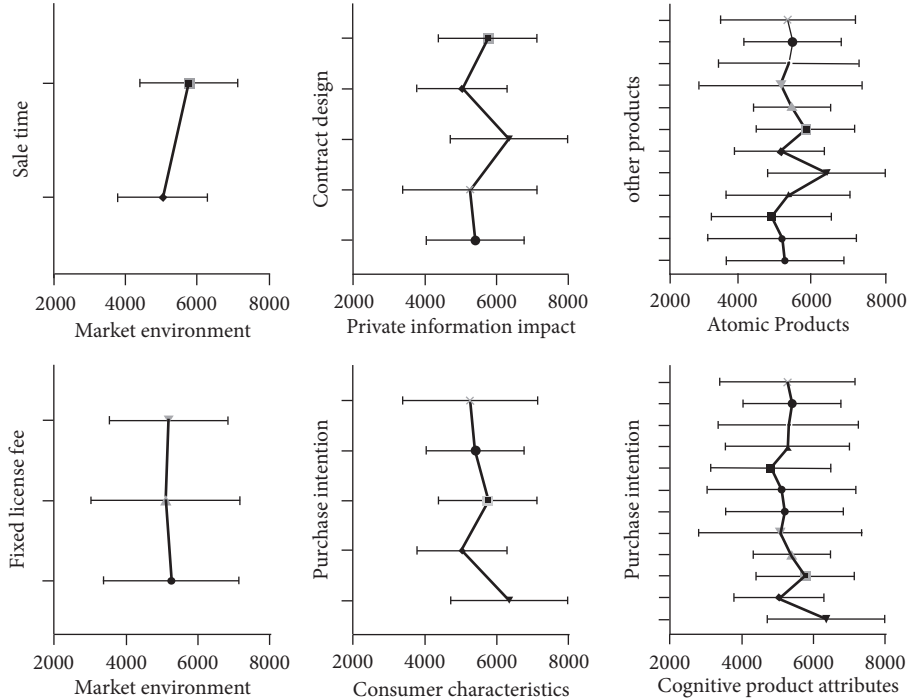 Sale time
2000 4000 6000 8000
Market environment
Contract design
2000 4000 6000 8000
Private information impact
other products
2000 4000 6000 8000
Atomic Products
Fixed license fee
2000 4000 6000 8000
Market environment
Purchase intention
2000 4000 6000 8000
Consumer characteristics
Purchase intention
2000 4000 6000 8000
Cognitive product attributes